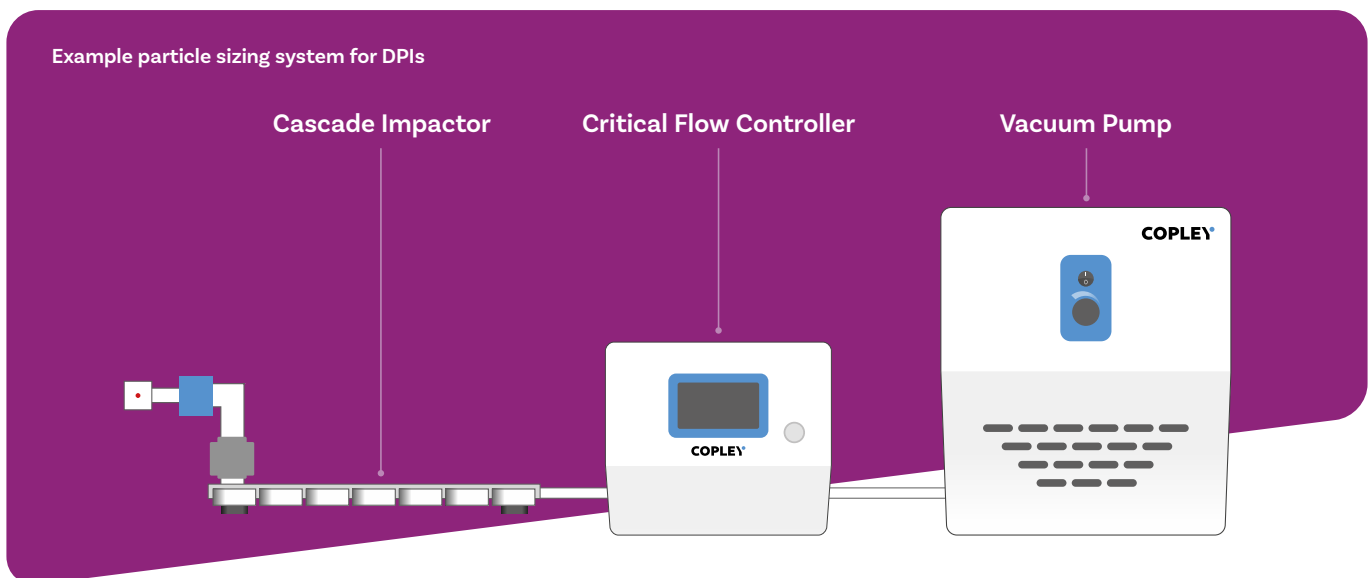 Example particle sizing system for DPIs
Cascade Impactor
Critical Flow Controller
Vacuum Pump
COPLEY
COPLEY